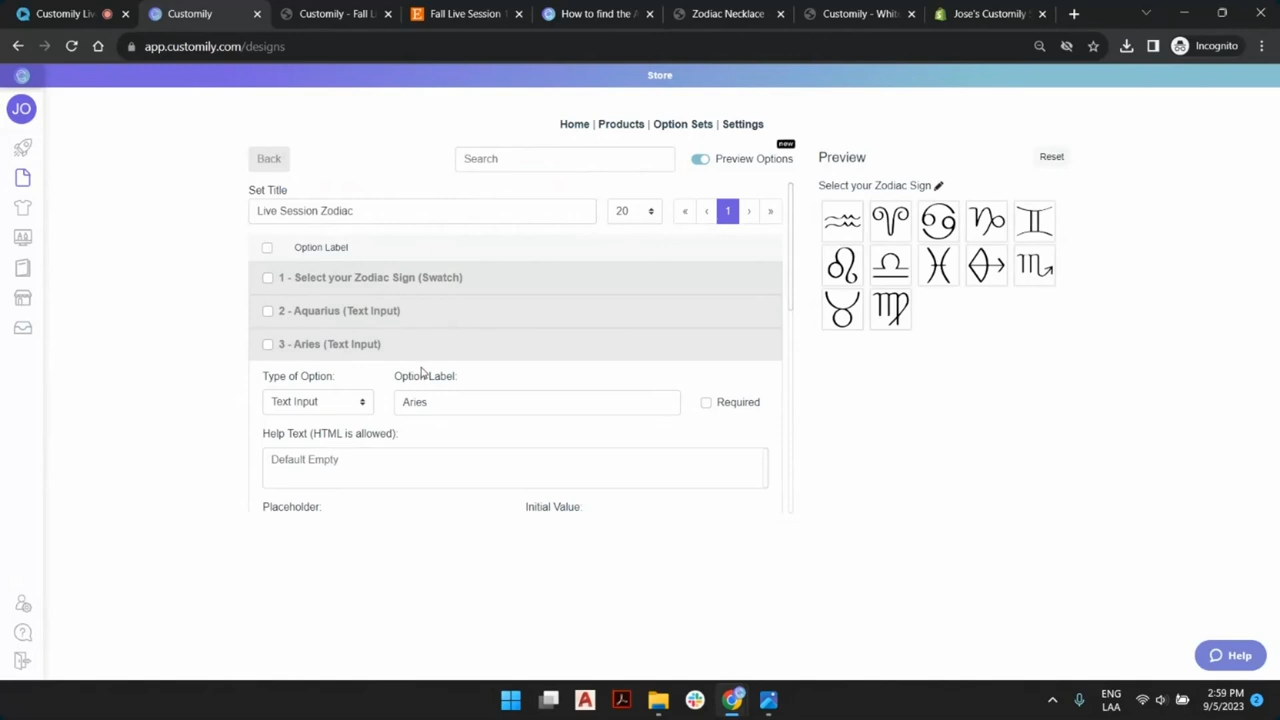 Customily Liv
Customily
Customily - Fall L
Fall Live Session
How to find the A
Zodiac Necklace
Customily - White
Jose's Customily S
app.customily.com/designs
Incognito
Store
JO
Home | Products | Option Sets | Settings
new
Back
Search
Preview Options
Preview
Reset
Set Title
Select your Zodiac Sign
Live Session Zodiac
20
« ‹ 1 › »
Option Label
1 - Select your Zodiac Sign (Swatch)
2 - Aquarius (Text Input)
3 - Aries (Text Input)
Type of Option:
Option Label:
Text Input
Aries
Required
Help Text (HTML is allowed):
Default Empty
Placeholder:
Initial Value:
Help
ENG
LAA
2:59 PM
9/5/2023
2